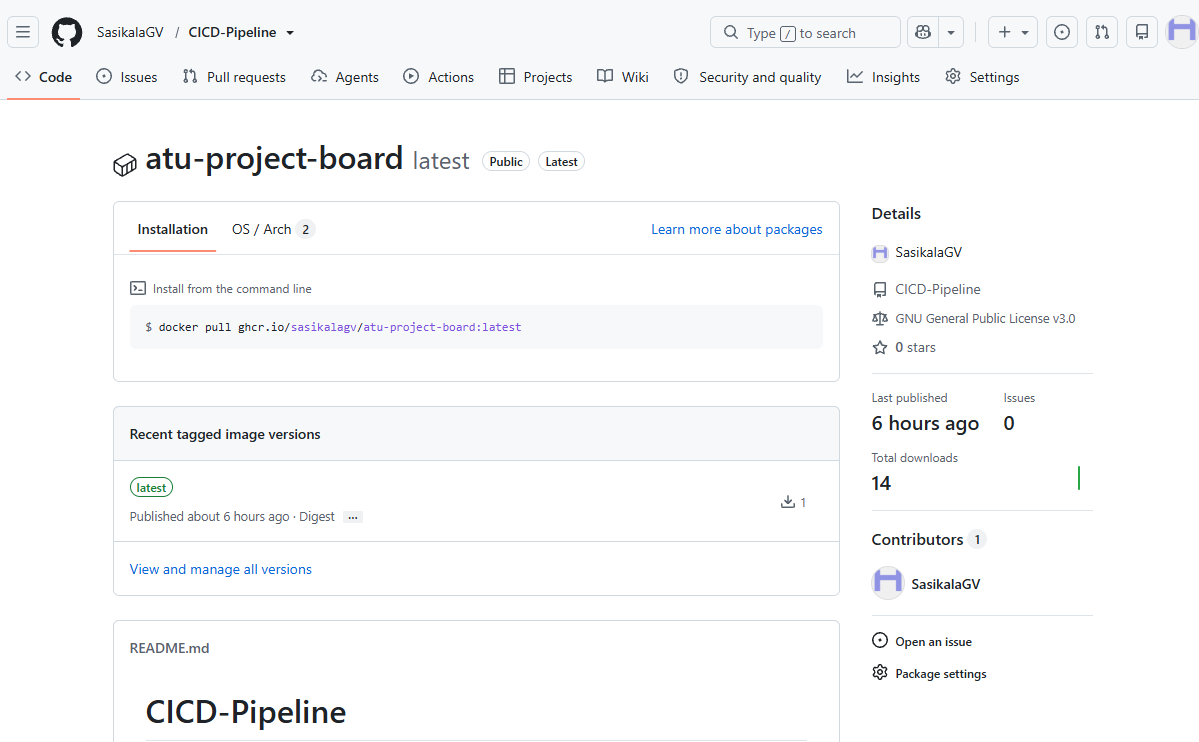 SasikalaGV / CICD-Pipeline
Type / to search
Code Issues Pull requests Agents Actions Projects Wiki Security and quality Insights Settings
atu-project-board latest Public Latest
Installation OS / Arch 2 Learn more about packages
Install from the command line
$ docker pull ghcr.io/sasikalagv/atu-project-board:latest
Recent tagged image versions
latest
Published about 6 hours ago · Digest ...
1
View and manage all versions
README.md
CICD-Pipeline
Details
SasikalaGV
CICD-Pipeline
GNU General Public License v3.0
0 stars
Last published Issues
6 hours ago 0
Total downloads
14
Contributors 1
SasikalaGV
Open an issue
Package settings